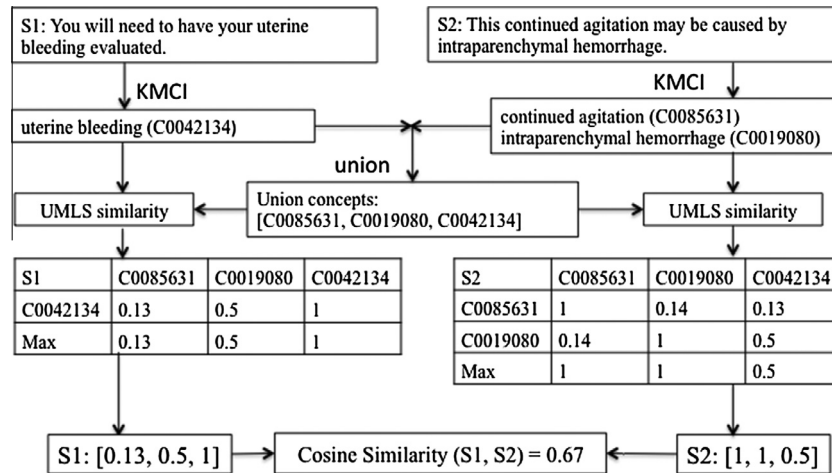 S1: You will need to have your uterine
bleeding evaluated.
S2: This continued agitation may be caused by
intraparenchymal hemorrhage.
KMCI
KMCI
uterine bleeding (C0042134)
continued agitation (C0085631)
intraparenchymal hemorrhage (C0019080)
union
Union concepts:
[C0085631, C0019080, C0042134]
UMLS similarity
UMLS similarity
S1 C0085631 C0019080 C0042134
C0042134 0.13 0.5 1
Max 0.13 0.5 1
S2 C0085631 C0019080 C0042134
C0085631 1 0.14 0.13
C0019080 0.14 1 0.5
Max 1 1 0.5
S1: [0.13, 0.5, 1]
Cosine Similarity (S1, S2) = 0.67
S2: [1, 1, 0.5]